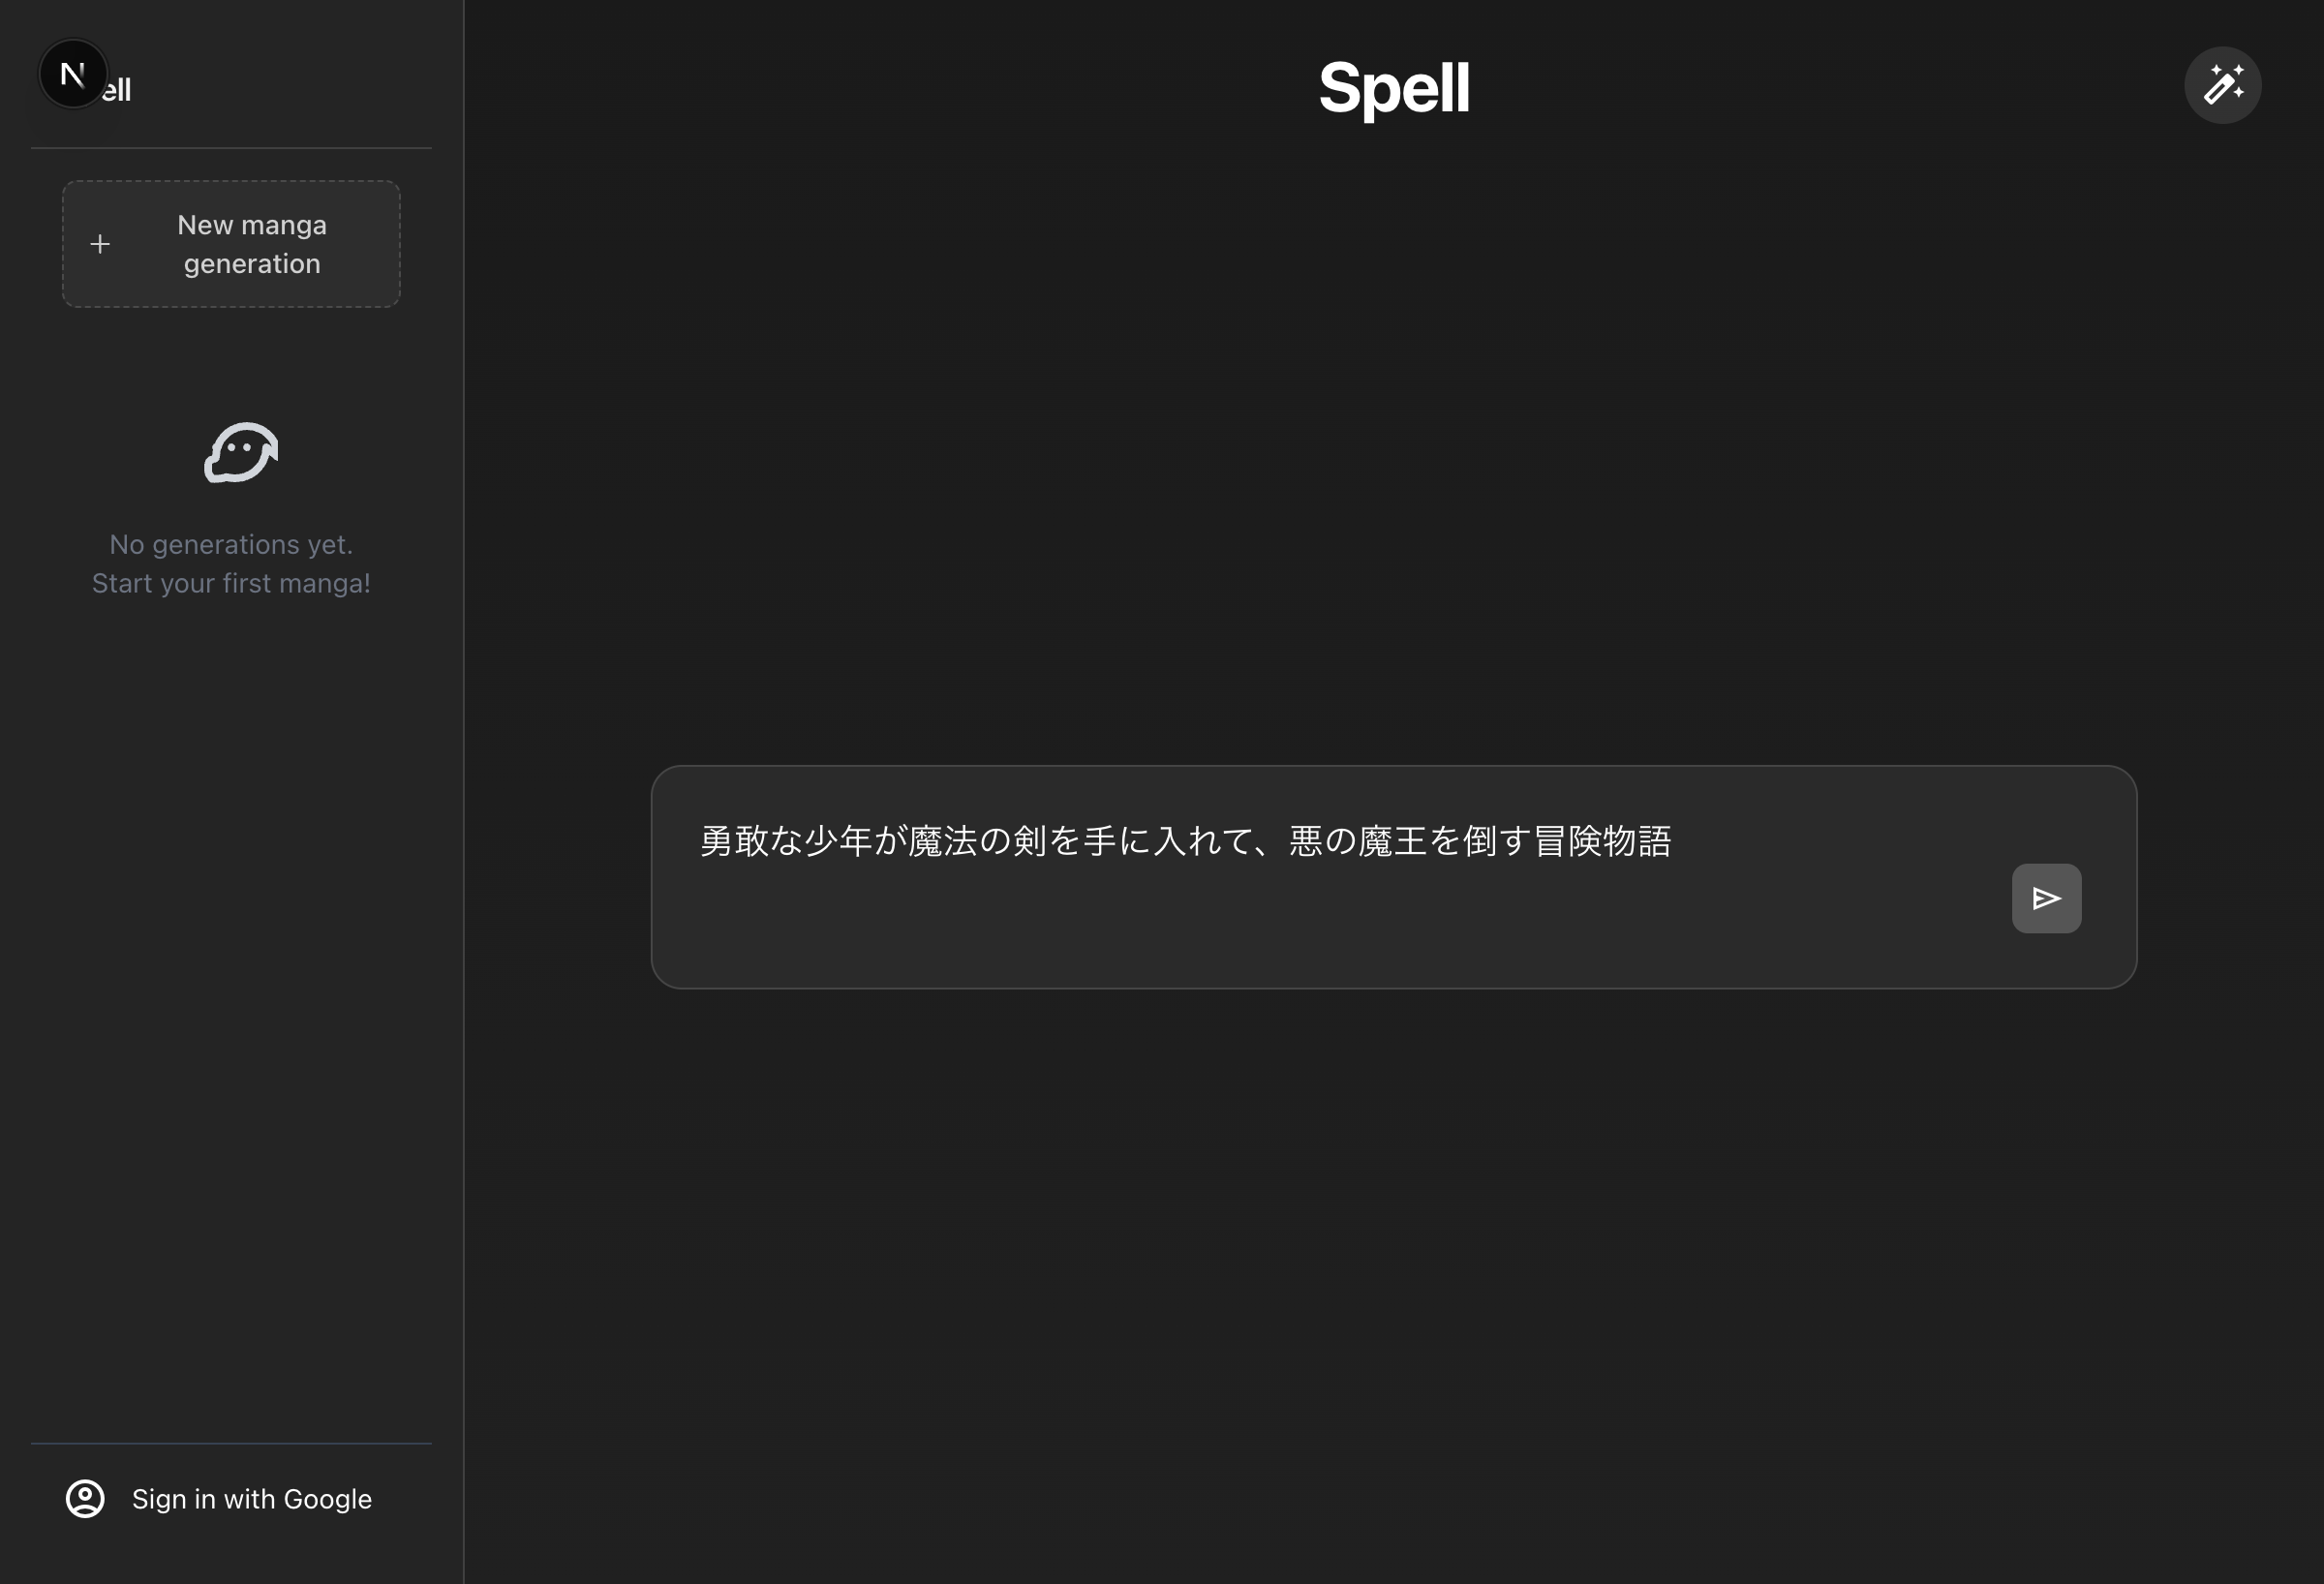 N
ell
New manga
generation
No generations yet.
Start your first manga!
Sign in with Google
Spell
勇敢な少年が魔法の剣を手に入れて、悪の魔王を倒す冒険物語